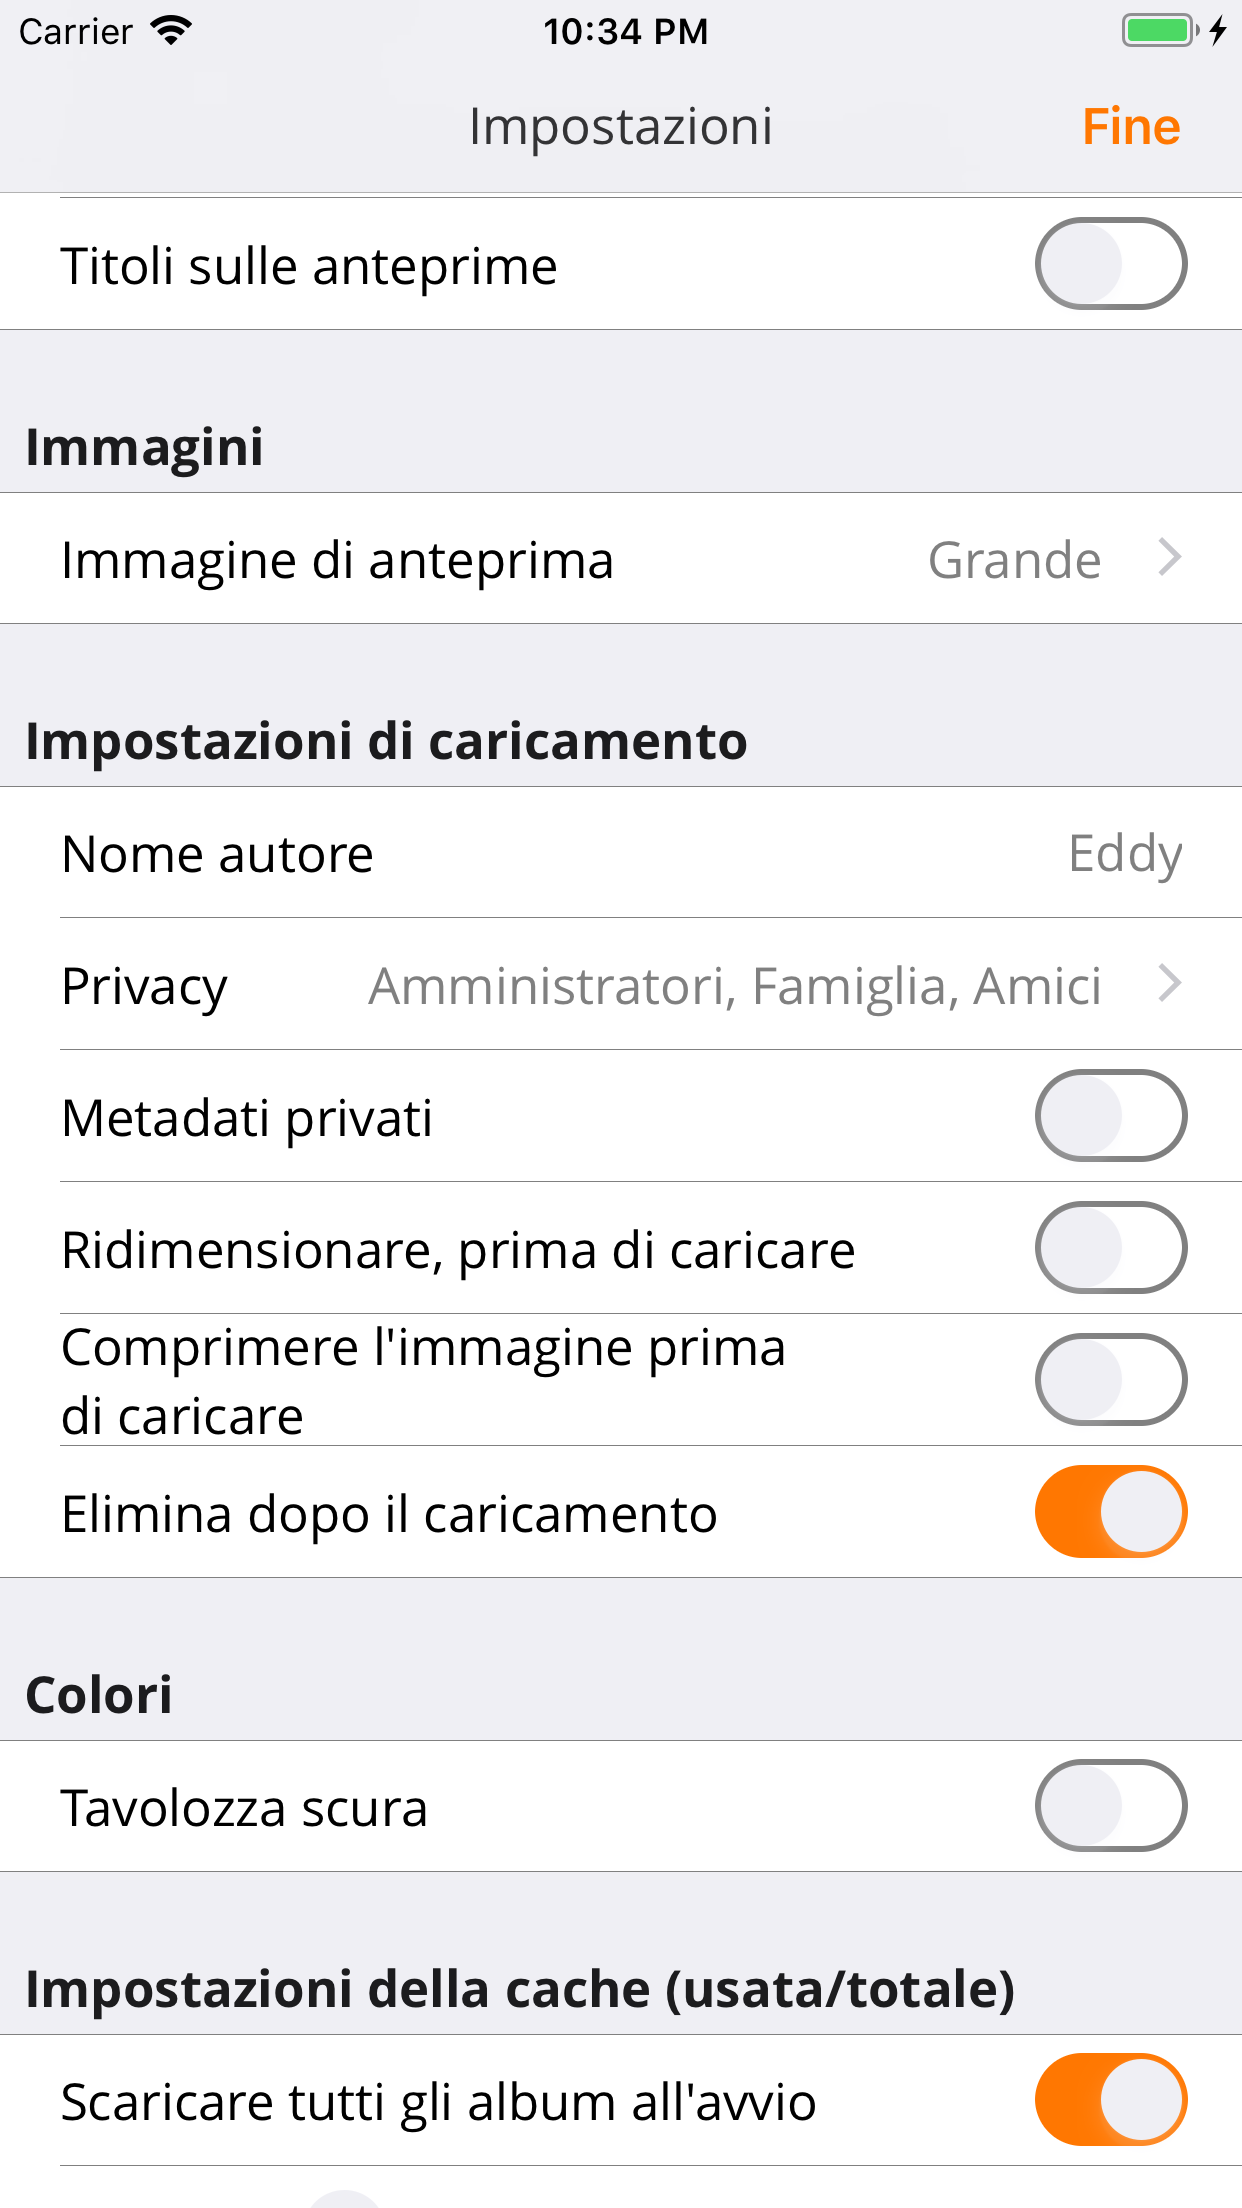 Carrier 10:34 PM
Impostazioni Fine
Titoli sulle anteprime
Immagini
Immagine di anteprima Grande
Impostazioni di caricamento
Nome autore Eddy
Privacy Amministratori, Famiglia, Amici
Metadati privati
Ridimensionare, prima di caricare
Comprimere l'immagine prima
di caricare
Elimina dopo il caricamento
Colori
Tavolozza scura
Impostazioni della cache (usata/totale)
Scaricare tutti gli album all'avvio